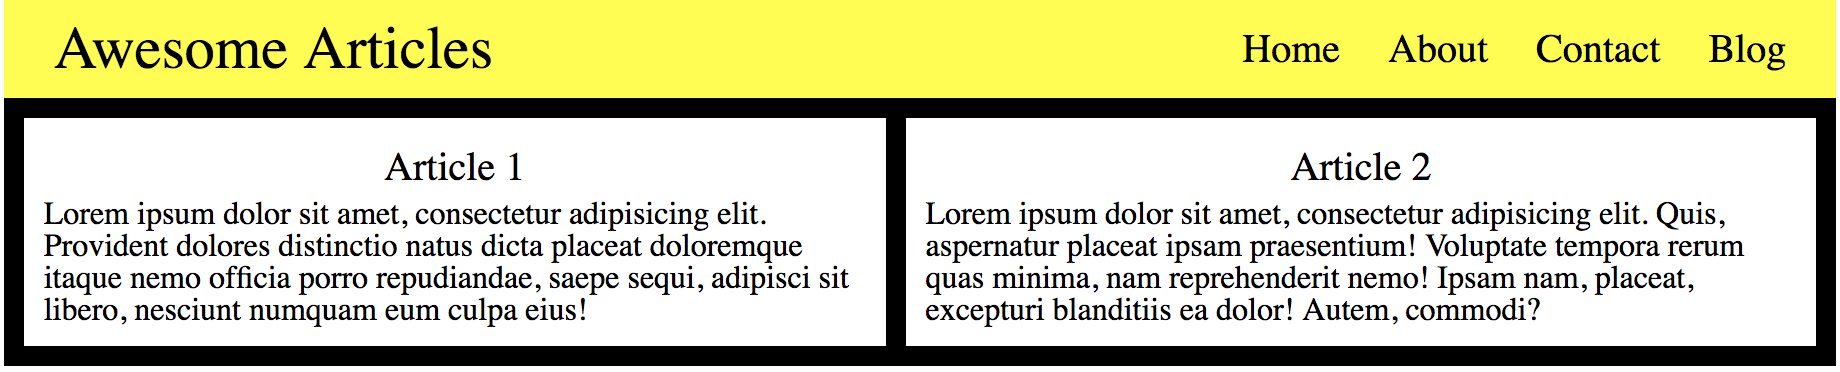 Awesome Articles
Home About Contact Blog
Article 1
Lorem ipsum dolor sit amet, consectetur adipisicing elit.
Provident dolores distinctio natus dicta placeat doloremque
itaque nemo officia porro repudiandae, saepe sequi, adipisci sit
libero, nesciunt numquam eum culpa eius!
Article 2
Lorem ipsum dolor sit amet, consectetur adipisicing elit. Quis,
aspernatur placeat ipsam praesentium! Voluptate tempora rerum
quas minima, nam reprehenderit nemo! Ipsam nam, placeat,
excepturi blanditiis ea dolor! Autem, commodi?